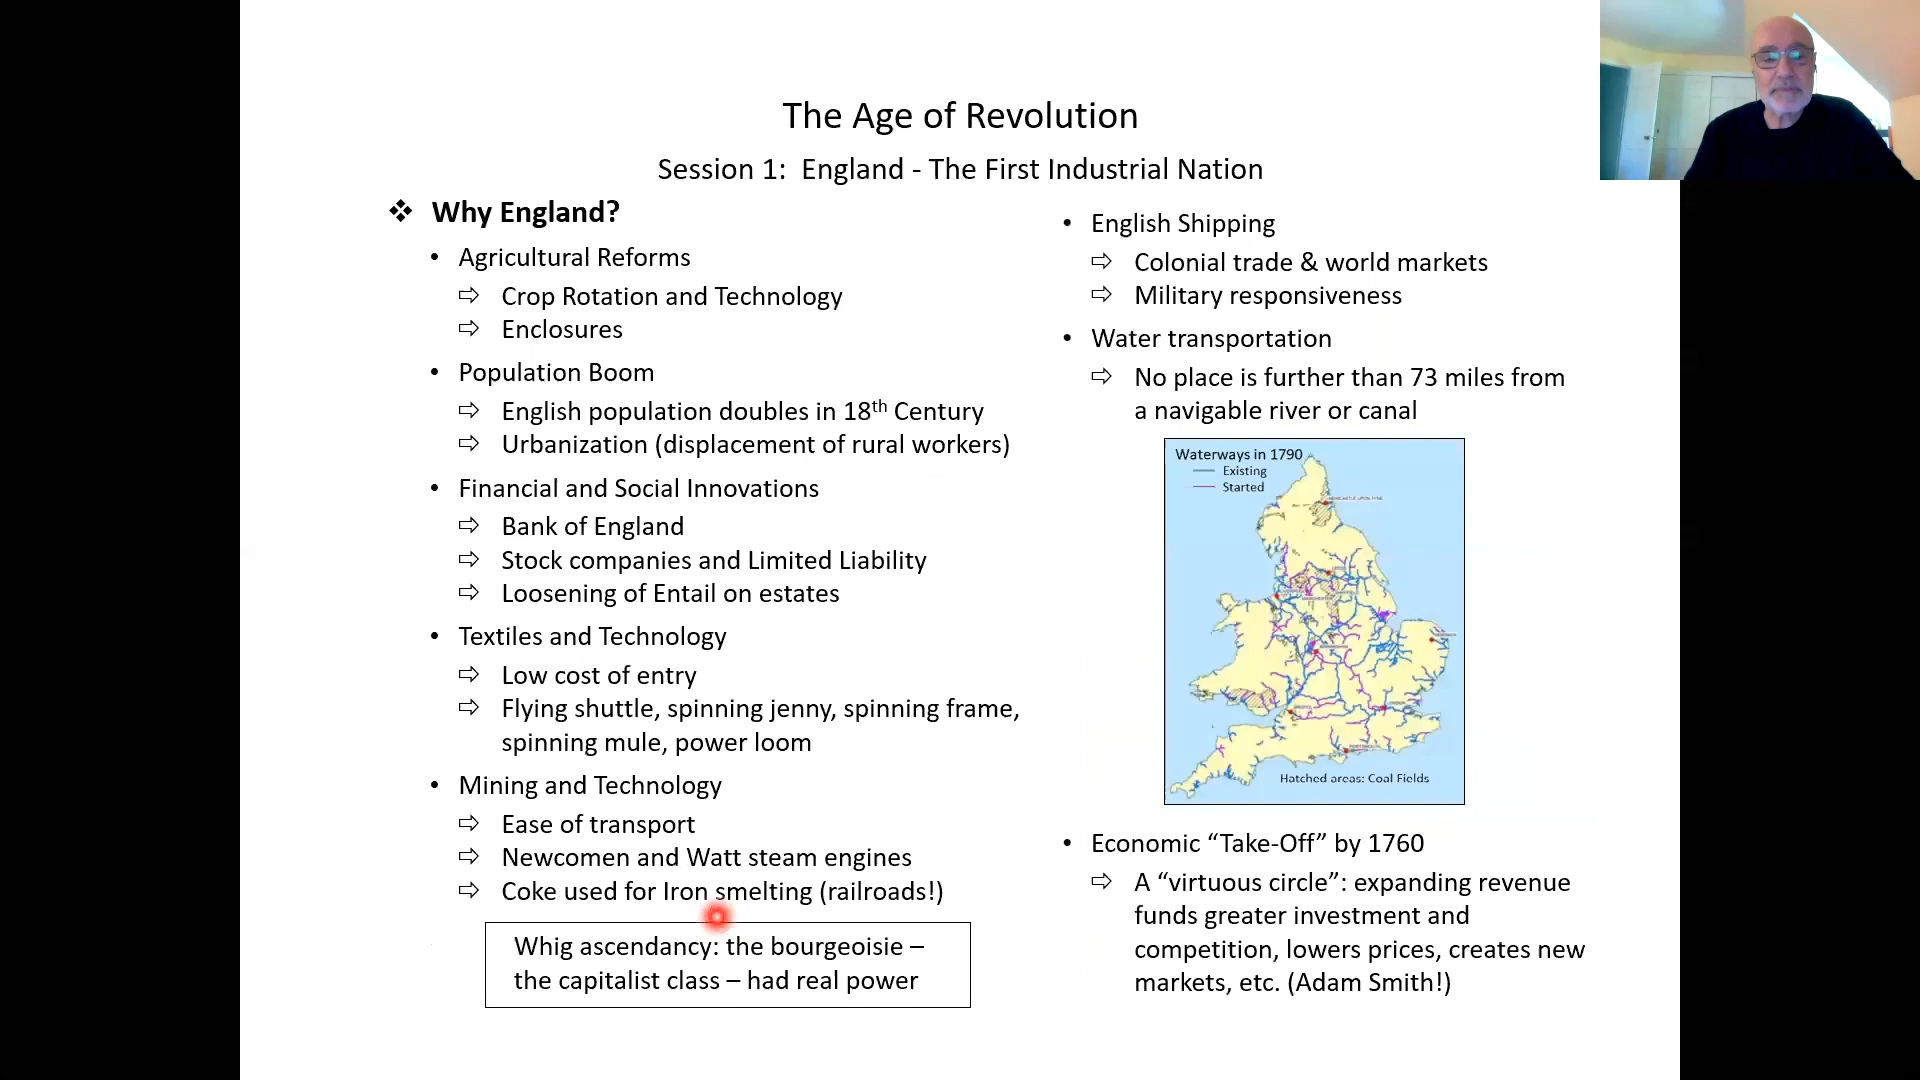 The Age of Revolution
Session 1: England - The First Industrial Nation
❖ Why England?
• Agricultural Reforms
⇨ Crop Rotation and Technology
⇨ Enclosures
• Population Boom
⇨ English population doubles in 18th Century
⇨ Urbanization (displacement of rural workers)
• Financial and Social Innovations
⇨ Bank of England
⇨ Stock companies and Limited Liability
⇨ Loosening of Entail on estates
• Textiles and Technology
⇨ Low cost of entry
⇨ Flying shuttle, spinning jenny, spinning frame,
spinning mule, power loom
• Mining and Technology
⇨ Ease of transport
⇨ Newcomen and Watt steam engines
⇨ Coke used for Iron smelting (railroads!)
Whig ascendancy: the bourgeoisie –
the capitalist class – had real power
• English Shipping
⇨ Colonial trade & world markets
⇨ Military responsiveness
• Water transportation
⇨ No place is further than 73 miles from
a navigable river or canal
Waterways in 1790
Existing
Started
Hatched areas: Coal Fields
• Economic “Take-Off” by 1760
⇨ A “virtuous circle”: expanding revenue
funds greater investment and
competition, lowers prices, creates new
markets, etc. (Adam Smith!)